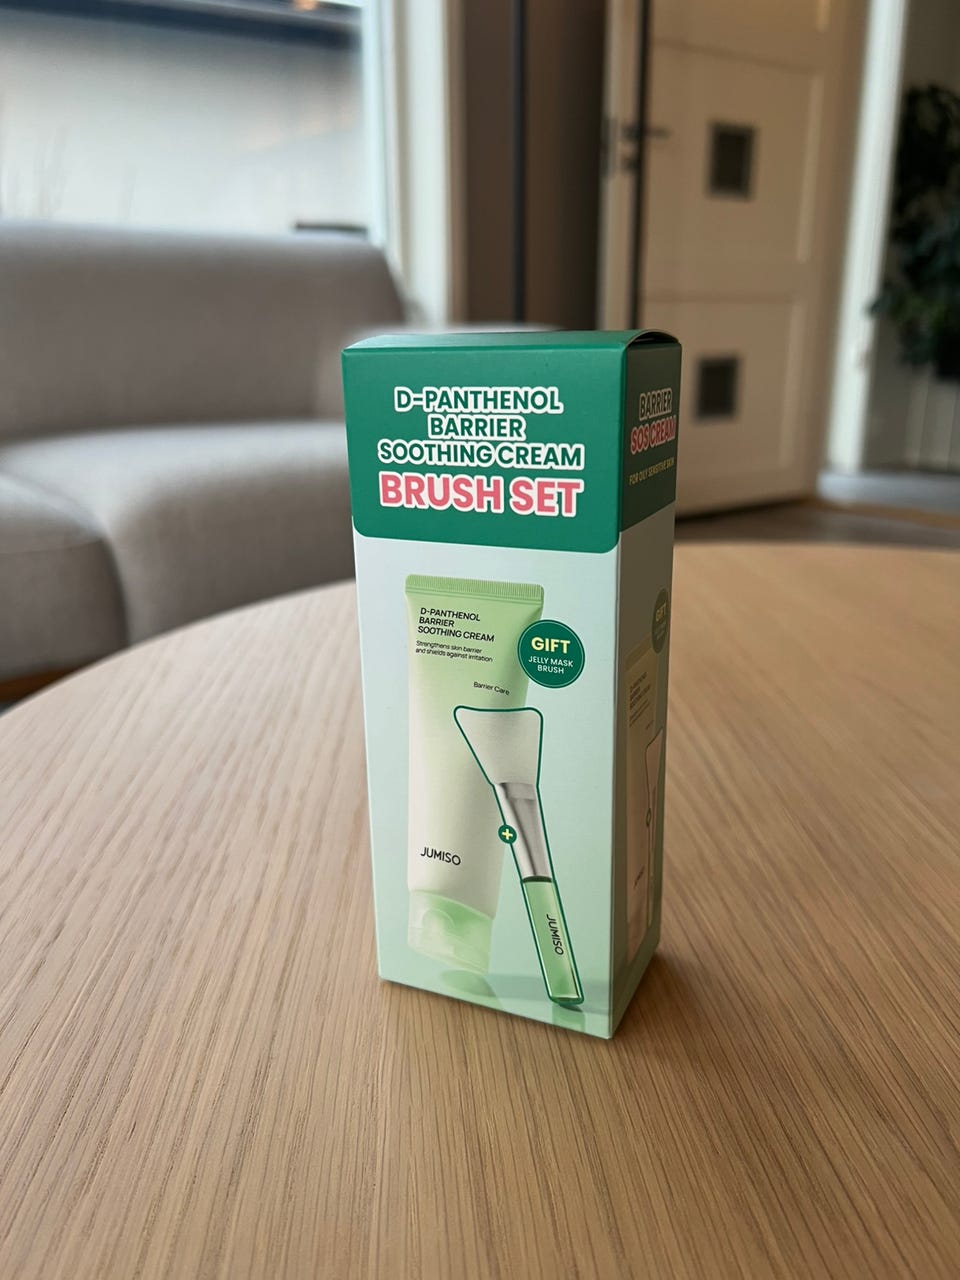 D-PANTHENOL
BARRIER
SOOTHING CREAM
BRUSH SET
D-PANTHENOL
BARRIER
SOOTHING CREAM
Strengthens skin barrier
and shields against irritation
Barrier Care
GIFT
JELLY MASK
BRUSH
+
JUMISO
JUMISO
BARRIER
SOS CREAM
FOR OILY SENSITIVE SKIN
GIFT